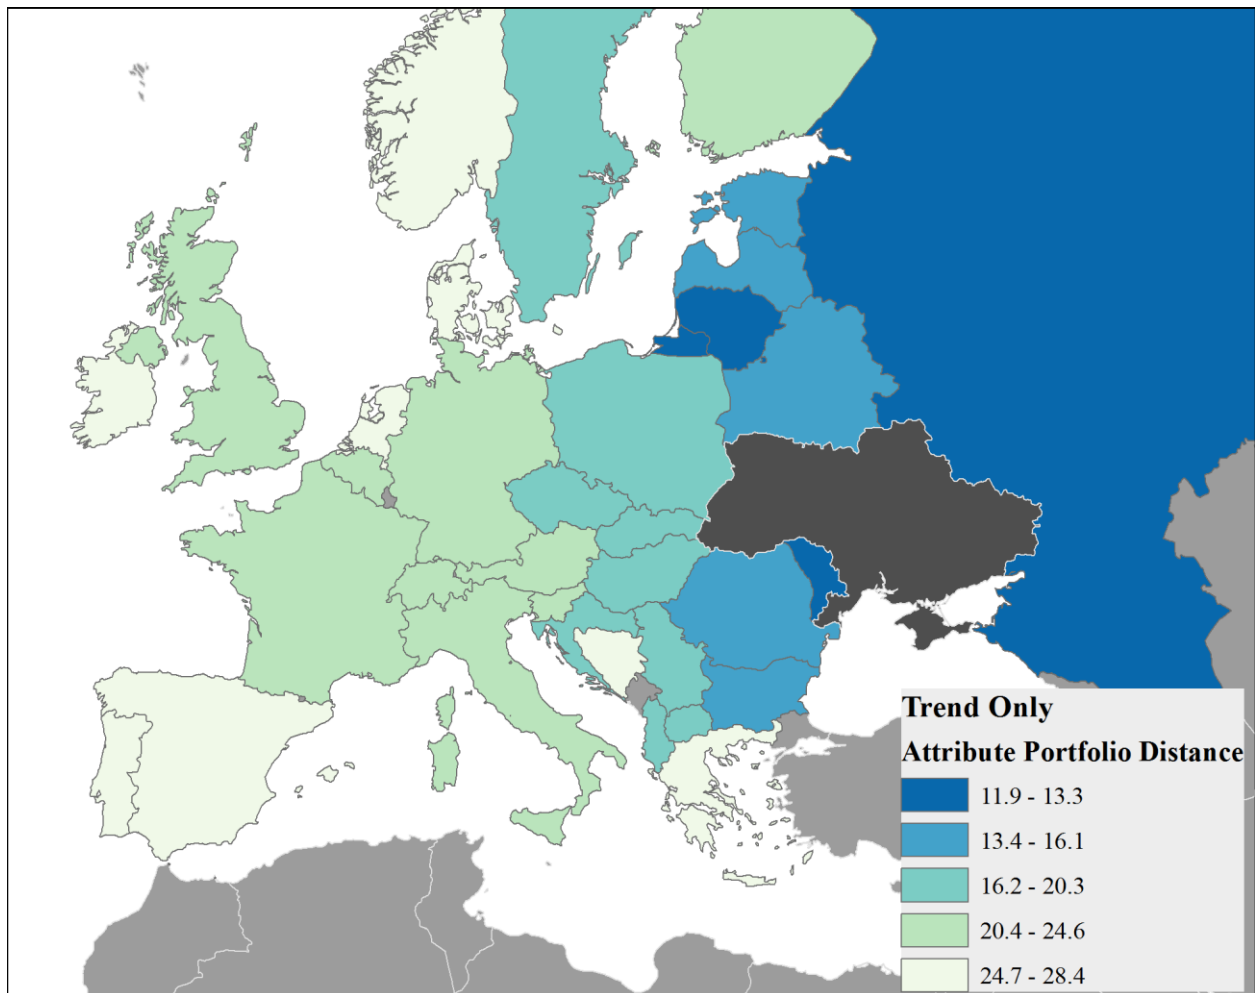 Trend Only
Attribute Portfolio Distance
11.9 - 13.3
13.4 - 16.1
16.2 - 20.3
20.4 - 24.6
24.7 - 28.4